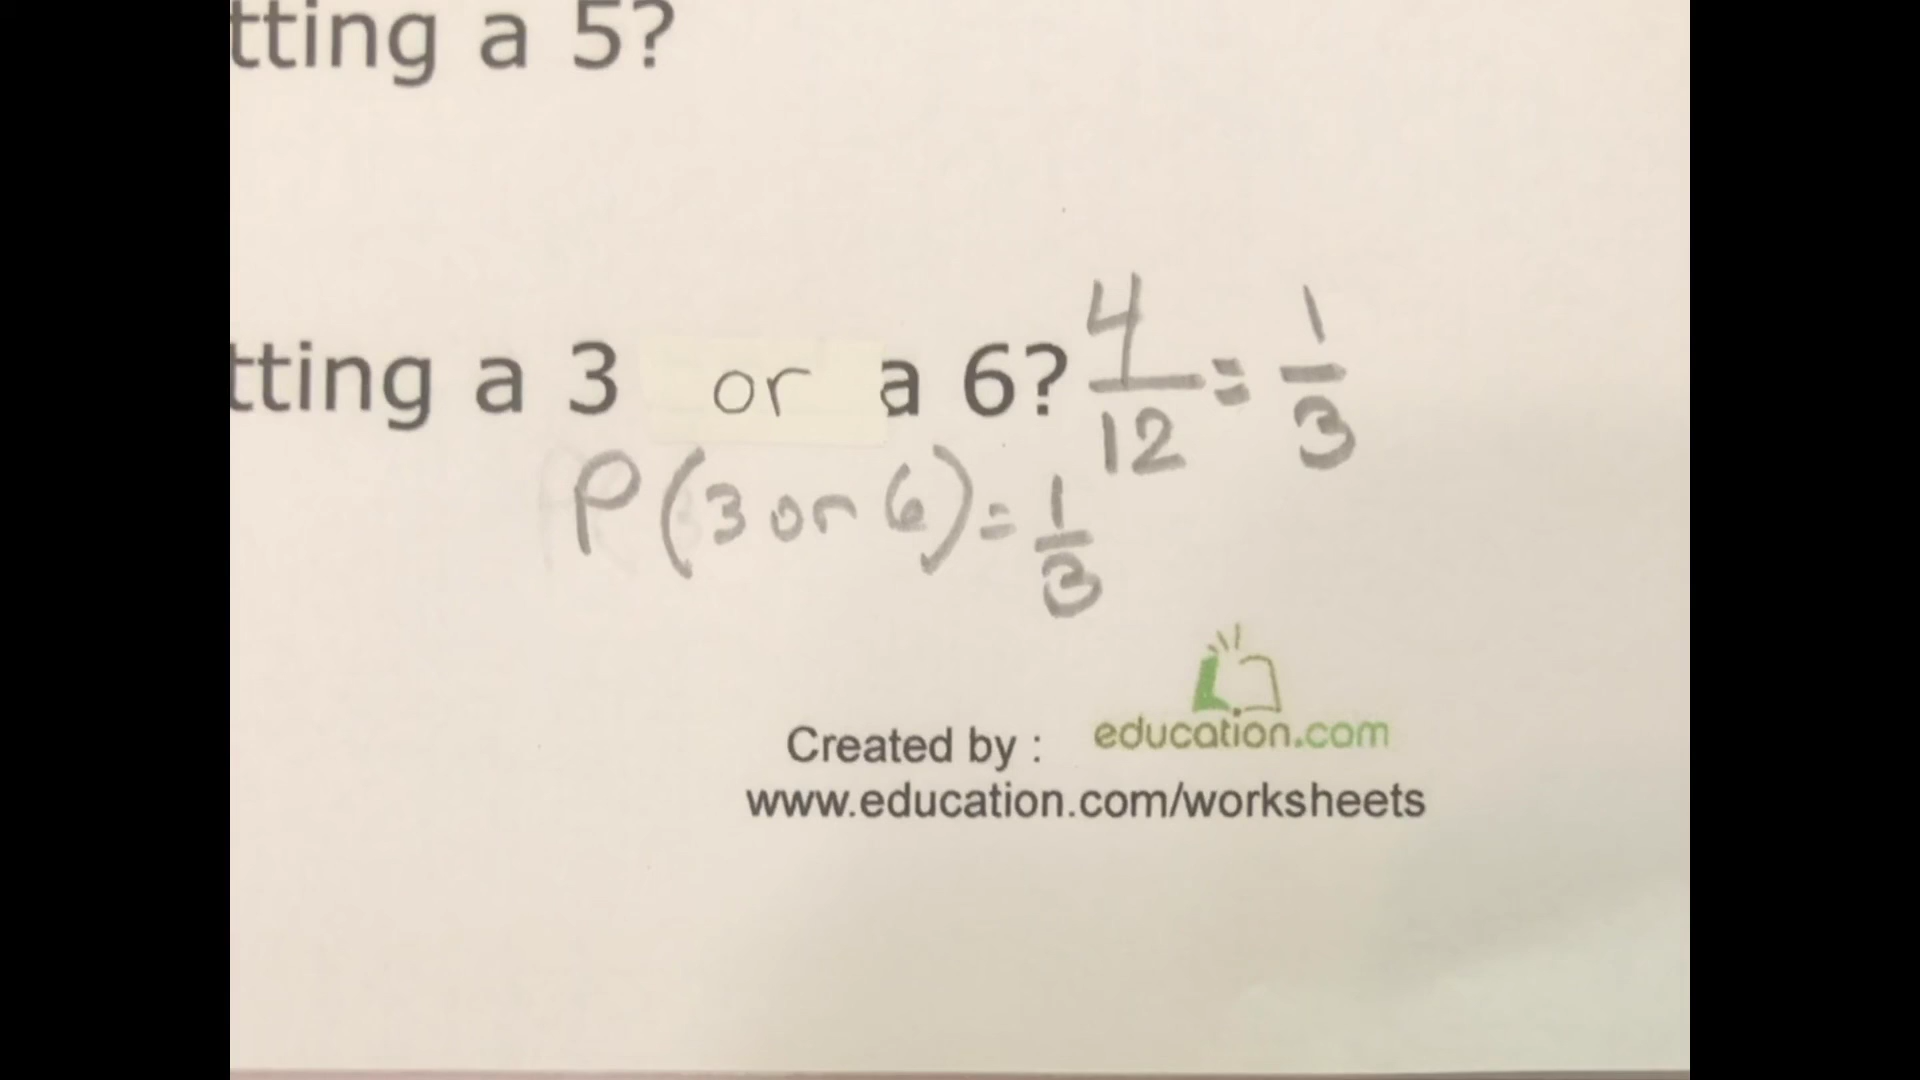 tting a 5?
tting a 3 or a 6? 4/12 = 1/3
P(3 or 6) = 1/3
Created by : education.com
www.education.com/worksheets